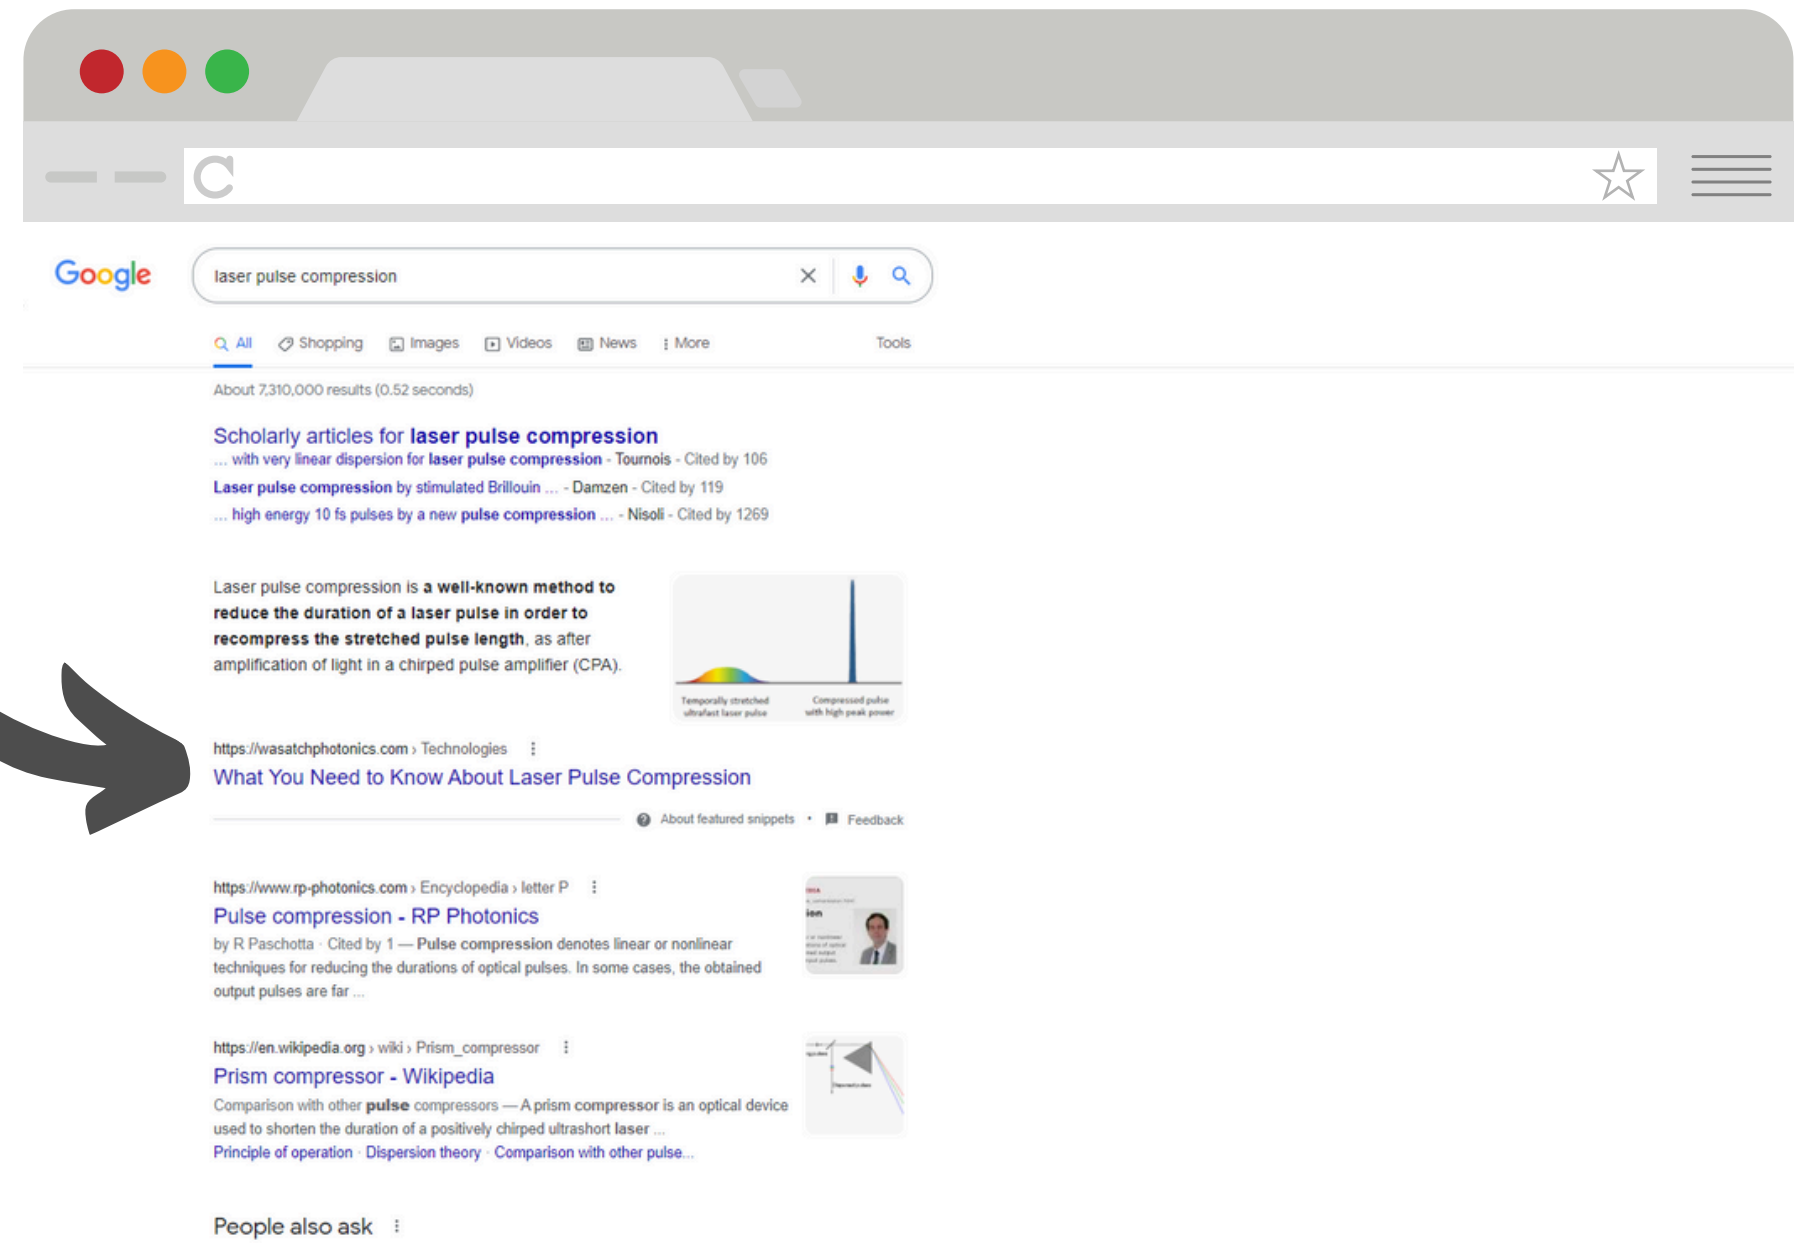 Google
laser pulse compression
All Shopping Images Videos News More Tools
About 7,310,000 results (0.52 seconds)
Scholarly articles for laser pulse compression
... with very linear dispersion for laser pulse compression - Tournois - Cited by 106
Laser pulse compression by stimulated Brillouin ... - Damzen - Cited by 119
... high energy 10 fs pulses by a new pulse compression ... - Nisoli - Cited by 1269
Laser pulse compression is a well-known method to
reduce the duration of a laser pulse in order to
recompress the stretched pulse length, as after
amplification of light in a chirped pulse amplifier (CPA).
Temporally stretched
ultrafast laser pulse
Compressed pulse
with high peak power
https://wasatchphotonics.com › Technologies
What You Need to Know About Laser Pulse Compression
About featured snippets • Feedback
https://www.rp-photonics.com › Encyclopedia › letter P
Pulse compression - RP Photonics
by R Paschotta · Cited by 1 — Pulse compression denotes linear or nonlinear
techniques for reducing the durations of optical pulses. In some cases, the obtained
output pulses are far ...
https://en.wikipedia.org › wiki › Prism_compressor
Prism compressor - Wikipedia
Comparison with other pulse compressors — A prism compressor is an optical device
used to shorten the duration of a positively chirped ultrashort laser ...
Principle of operation · Dispersion theory · Comparison with other pulse...
People also ask